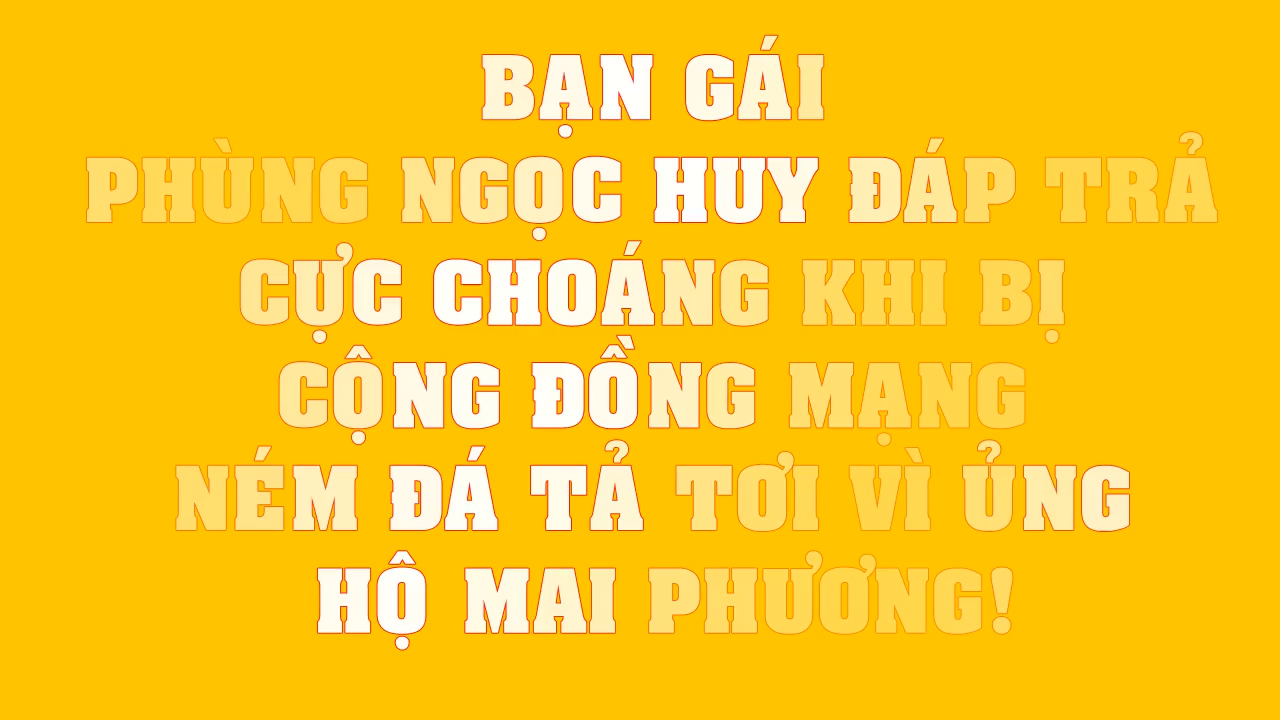 BẠN GÁI
PHÙNG NGỌC HUY ĐÁP TRẢ
CỰC CHOÁNG KHI BỊ
CỘNG ĐỒNG MẠNG
NÉM ĐÁ TẢ TƠI VÌ ỦNG
HỘ MAI PHƯƠNG!